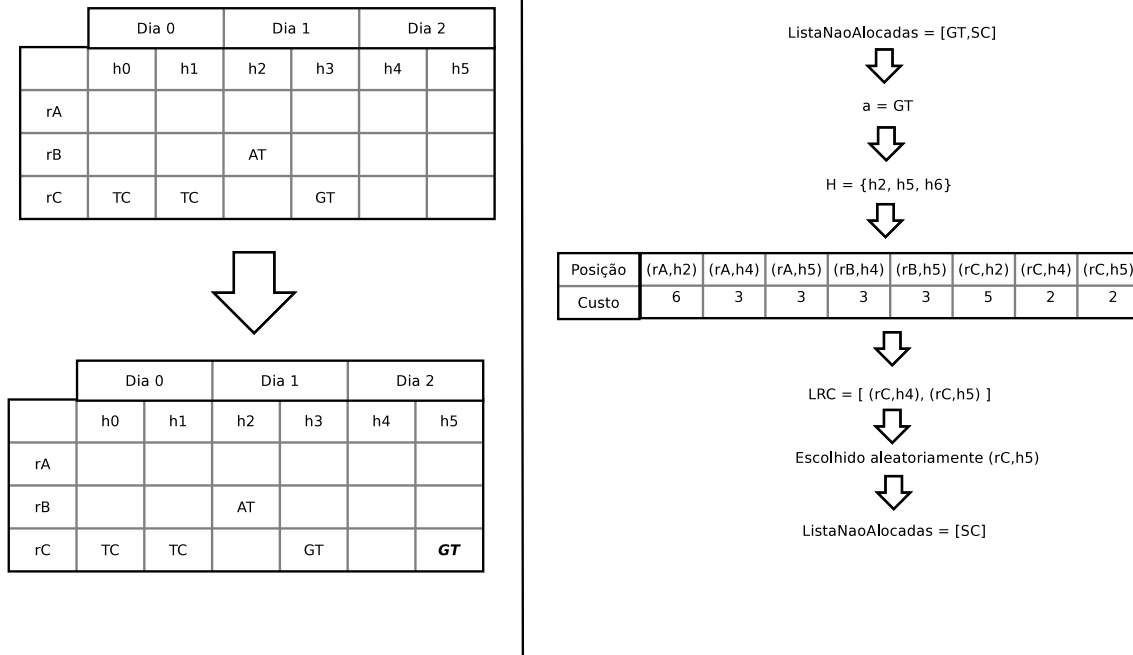 Dia 0 Dia 1 Dia 2
h0 h1 h2 h3 h4 h5
rA
rB AT
rC TC TC GT
Dia 0 Dia 1 Dia 2
h0 h1 h2 h3 h4 h5
rA
rB AT
rC TC TC GT GT
ListaNaoAlocadas = [GT,SC]
a = GT
H = {h2, h5, h6}
Posição (rA,h2) (rA,h4) (rA,h5) (rB,h4) (rB,h5) (rC,h2) (rC,h4) (rC,h5)
Custo 6 3 3 3 3 5 2 2
LRC = [ (rC,h4), (rC,h5) ]
Escolhido aleatoriamente (rC,h5)
ListaNaoAlocadas = [SC]